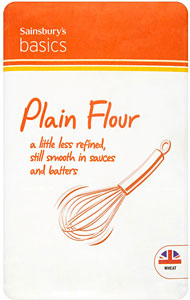 Sainsbury's
basics
Plain Flour
a little less refined,
still smooth in sauces
and batters
WHEAT